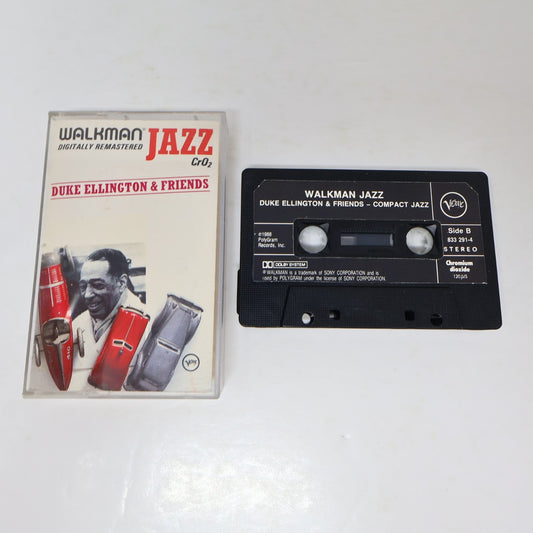 WALKMAN® JAZZ
DIGITALLY REMASTERED
CrO2
DUKE ELLINGTON & FRIENDS
Verve
WALKMAN JAZZ
DUKE ELLINGTON & FRIENDS – COMPACT JAZZ
Verve
℗1986
PolyGram
Records, Inc.
Side B
833 291-4
STEREO
DOLBY SYSTEM
Chromium
dioxide
120 µS
®WALKMAN is a trademark of SONY CORPORATION and is
used by POLYGRAM under the license of SONY CORPORATION.